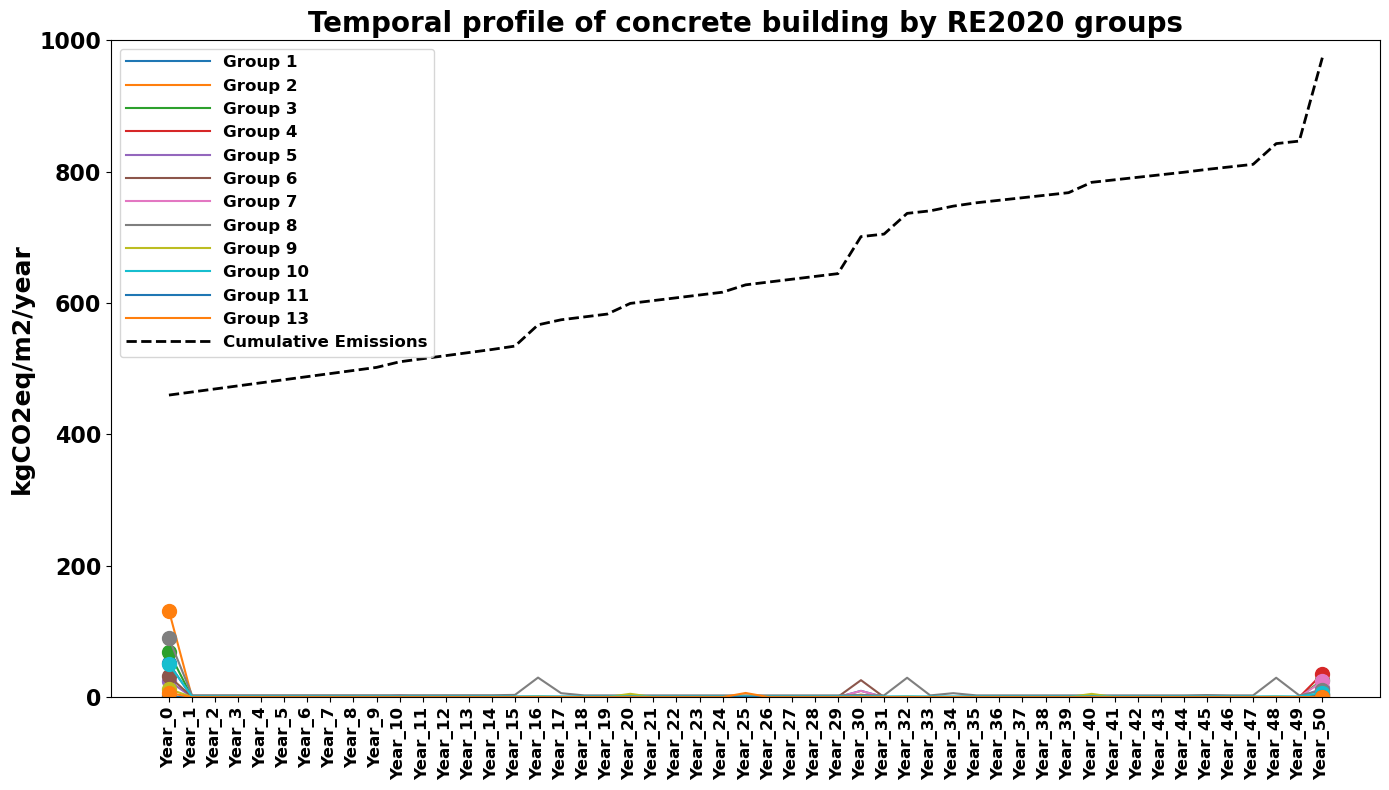 Temporal profile of concrete building by RE2020 groups
kgCO2eq/m2/year
1000
800
600
400
200
0
Group 1
Group 2
Group 3
Group 4
Group 5
Group 6
Group 7
Group 8
Group 9
Group 10
Group 11
Group 13
Cumulative Emissions
Year_0
Year_1
Year_2
Year_3
Year_4
Year_5
Year_6
Year_7
Year_8
Year_9
Year_10
Year_11
Year_12
Year_13
Year_14
Year_15
Year_16
Year_17
Year_18
Year_19
Year_20
Year_21
Year_22
Year_23
Year_24
Year_25
Year_26
Year_27
Year_28
Year_29
Year_30
Year_31
Year_32
Year_33
Year_34
Year_35
Year_36
Year_37
Year_38
Year_39
Year_40
Year_41
Year_42
Year_43
Year_44
Year_45
Year_46
Year_47
Year_48
Year_49
Year_50